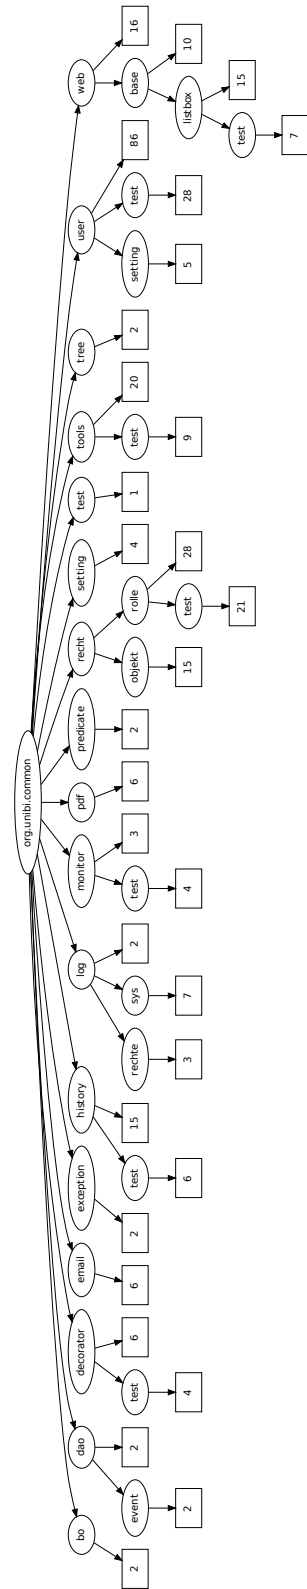 org.unibi.common
bo dao decorator email exception history log monitor pdf predicate recht setting test tools tree user web
2 event 2 test 6 6 2 test 15 rechte sys 2 test 3 6 2 objekt rolle 4 1 test 20 2 setting test 86 base 16
2 4 6 3 7 4 15 test 28 9 5 28 listbox 10
21 test 15
7